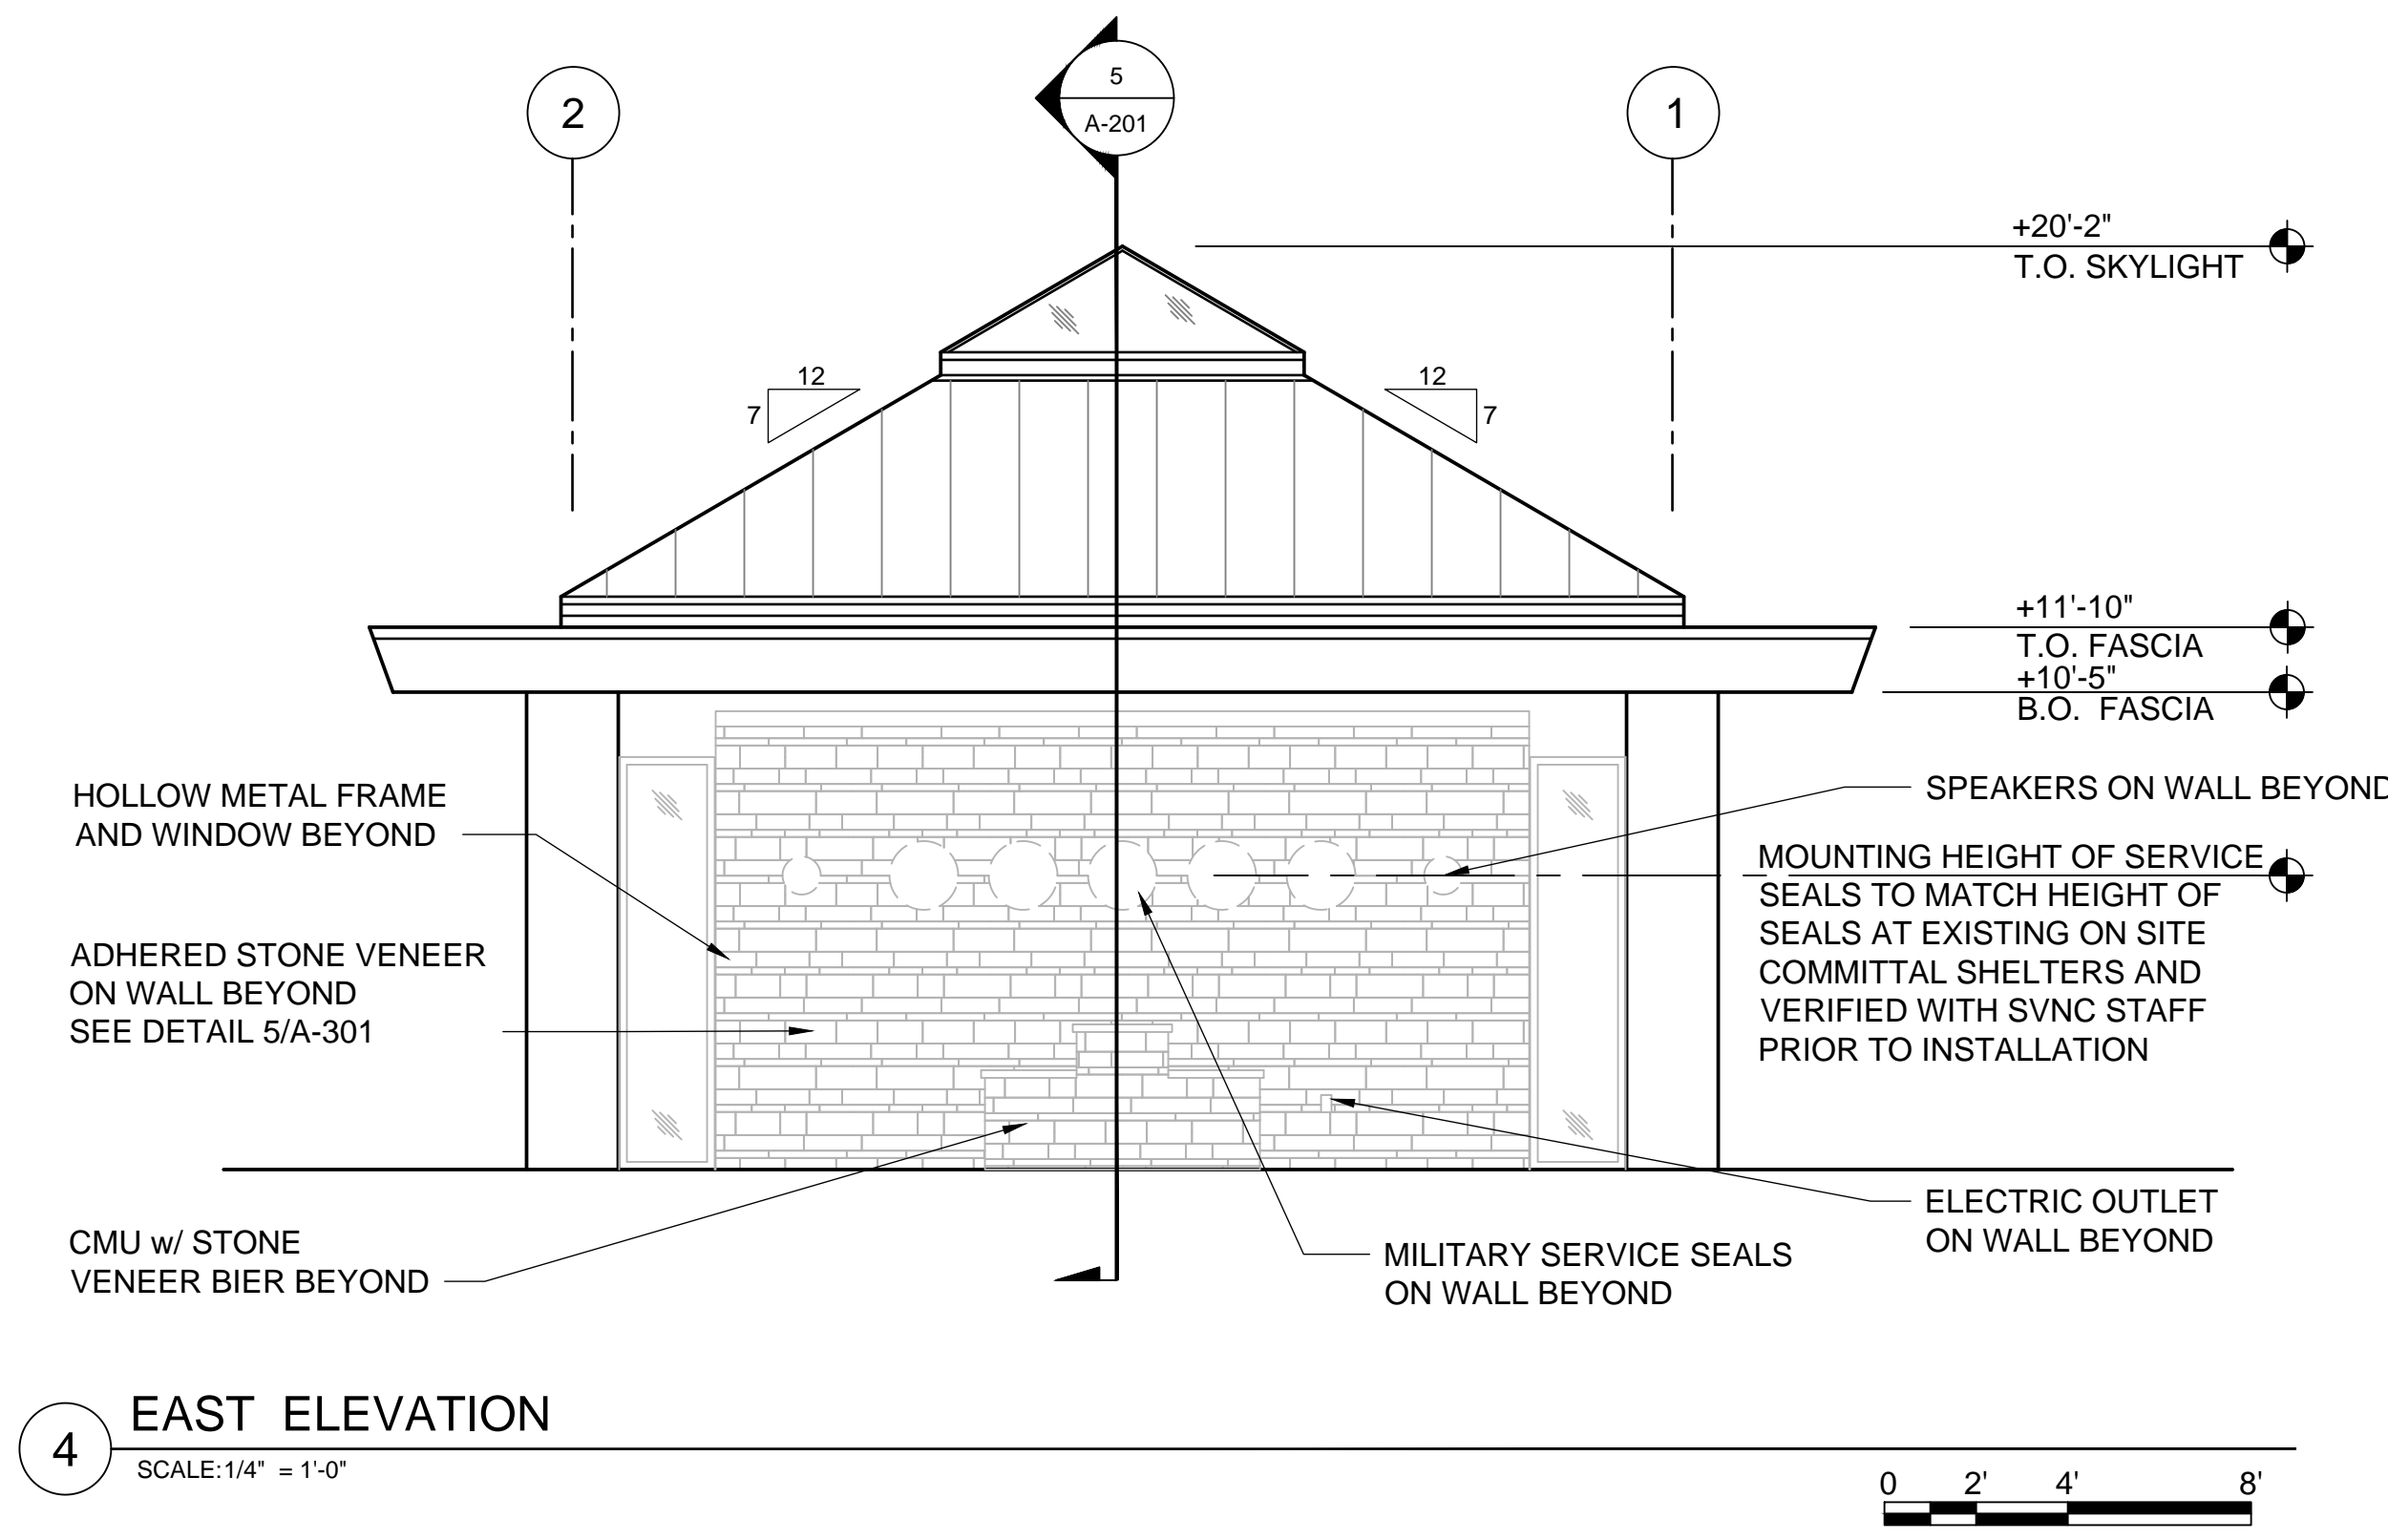 5
A-201
2
1
+20'-2"
T.O. SKYLIGHT
12
7
12
7
+11'-10"
T.O. FASCIA
+10'-5"
B.O. FASCIA
HOLLOW METAL FRAME
AND WINDOW BEYOND
SPEAKERS ON WALL BEYOND
MOUNTING HEIGHT OF SERVICE
SEALS TO MATCH HEIGHT OF
SEALS AT EXISTING ON SITE
COMMITTAL SHELTERS AND
VERIFIED WITH SVNC STAFF
PRIOR TO INSTALLATION
ADHERED STONE VENEER
ON WALL BEYOND
SEE DETAIL 5/A-301
ELECTRIC OUTLET
ON WALL BEYOND
CMU w/ STONE
VENEER BIER BEYOND
MILITARY SERVICE SEALS
ON WALL BEYOND
4
EAST ELEVATION
SCALE:1/4" = 1'-0"
0 2' 4' 8'